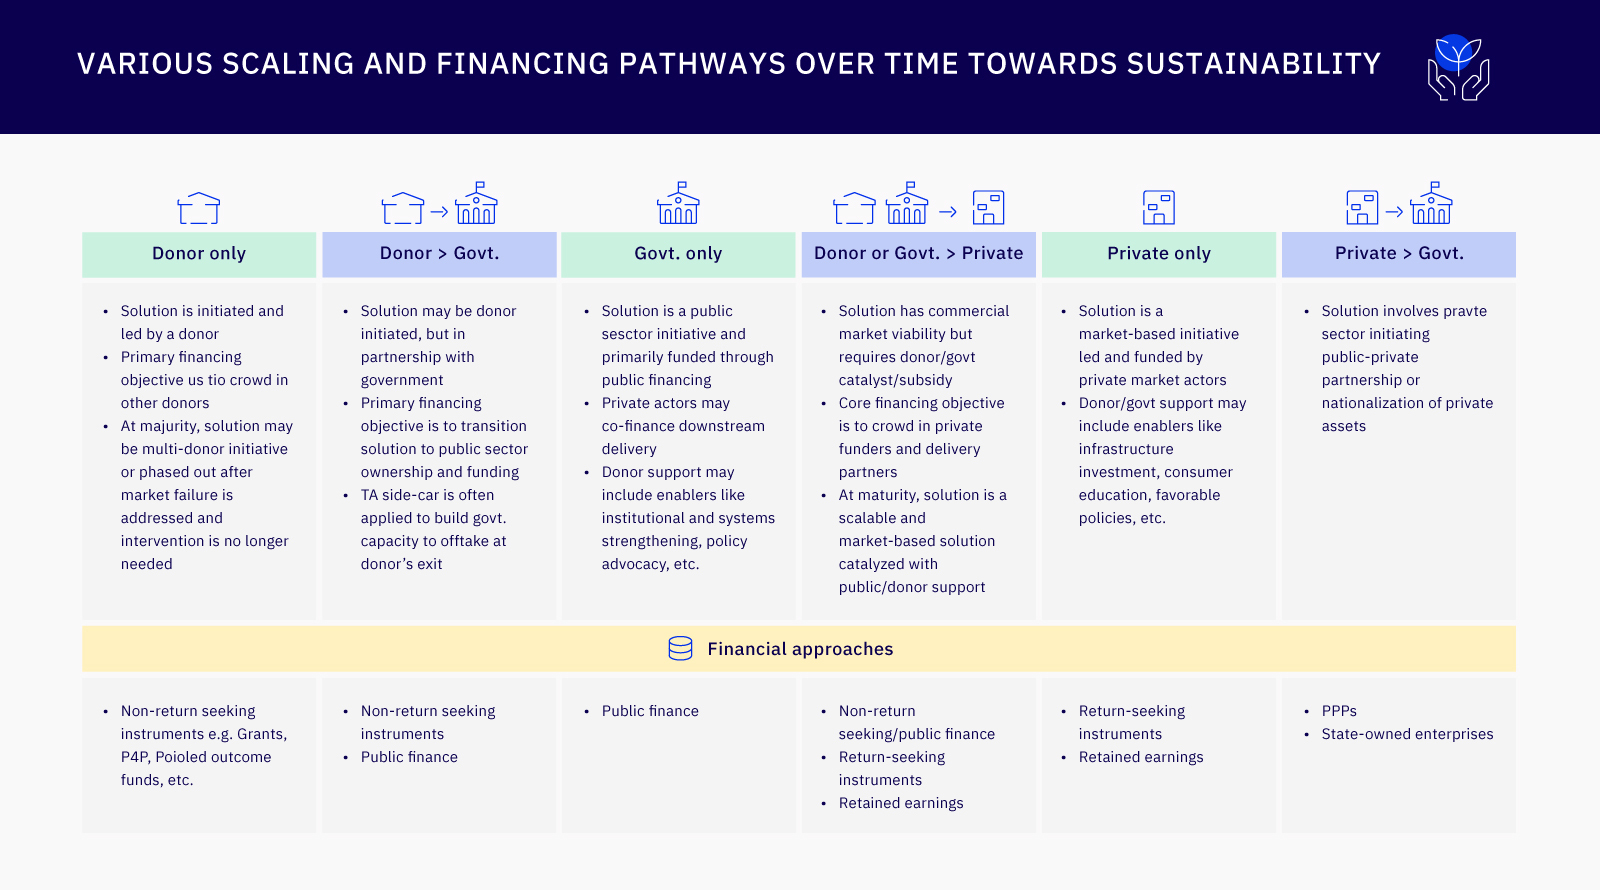 VARIOUS SCALING AND FINANCING PATHWAYS OVER TIME TOWARDS SUSTAINABILITY
Donor only
• Solution is initiated and
led by a donor
• Primary financing
objective us tio crowd in
other donors
• At majurity, solution may
be multi-donor initiative
or phased out after
market failure is
addressed and
intervention is no longer
needed
Donor > Govt.
• Solution may be donor
initiated, but in
partnership with
government
• Primary financing
objective is to transition
solution to public sector
ownership and funding
• TA side-car is often
applied to build govt.
capacity to offtake at
donor’s exit
Govt. only
• Solution is a public
sesctor initiative and
primarily funded through
public financing
• Private actors may
co-finance downstream
delivery
• Donor support may
include enablers like
institutional and systems
strengthening, policy
advocacy, etc.
Donor or Govt. > Private
• Solution has commercial
market viability but
requires donor/govt
catalyst/subsidy
• Core financing objective
is to crowd in private
funders and delivery
partners
• At maturity, solution is a
scalable and
market-based solution
catalyzed with
public/donor support
Private only
• Solution is a
market-based initiative
led and funded by
private market actors
• Donor/govt support may
include enablers like
infrastructure
investment, consumer
education, favorable
policies, etc.
Private > Govt.
• Solution involves pravte
sector initiating
public-private
partnership or
nationalization of private
assets
Financial approaches
• Non-return seeking
instruments e.g. Grants,
P4P, Poioled outcome
funds, etc.
• Non-return seeking
instruments
• Public finance
• Public finance
• Non-return
seeking/public finance
• Return-seeking
instruments
• Retained earnings
• Return-seeking
instruments
• Retained earnings
• PPPs
• State-owned enterprises